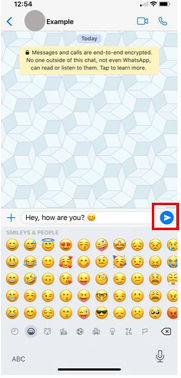 12:54
Example
Today
Messages and calls are end-to-end encrypted.
No one outside of this chat, not even WhatsApp,
can read or listen to them. Tap to learn more.
Hey, how are you? 😊
SMILEYS & PEOPLE
ABC